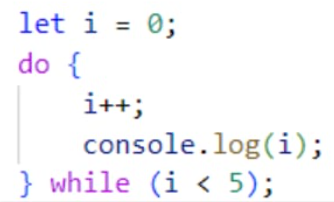 let i = 0;
do {
    i++;
    console.log(i);
} while (i < 5);